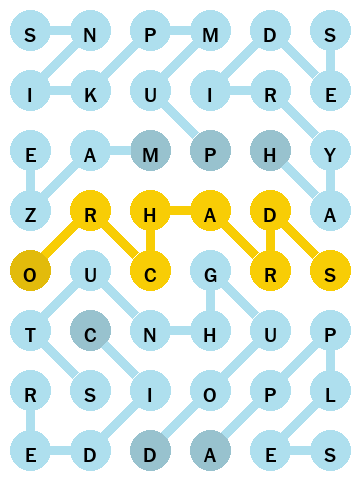 S N P M D S
I K U I R E
E A M P H Y
Z R H A D A
O U C G R S
T C N H U P
R S I O P L
E D D A E S